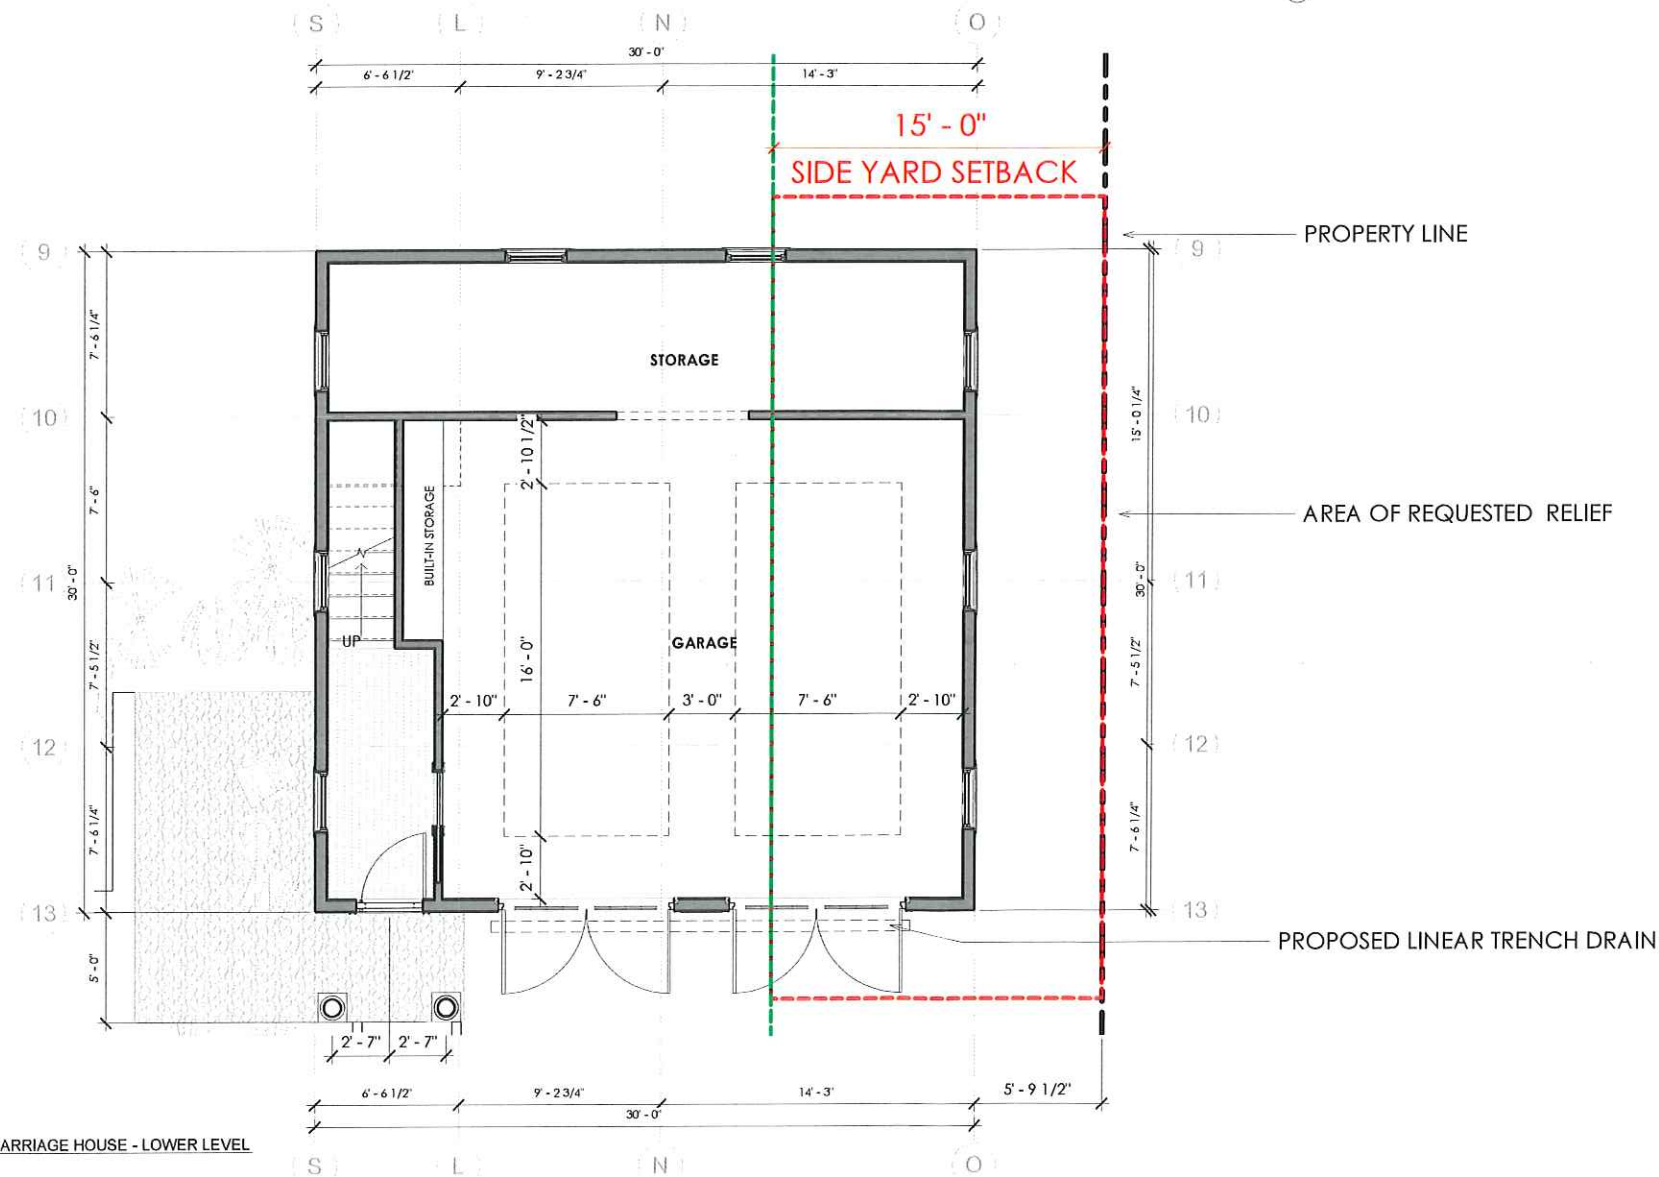 S L N O
30' - 0"
6' - 6 1/2" 9' - 2 3/4" 14' - 3"
15' - 0"
SIDE YARD SETBACK
PROPERTY LINE
9 9
7' - 6 1/4"
STORAGE
10 10
15' - 0 1/4"
2' - 10 1/2"
7' - 6"
BUILT-IN STORAGE
AREA OF REQUESTED RELIEF
11 11
30' - 0" 30' - 0"
UP
GARAGE
7' - 5 1/2" 16' - 0" 7' - 5 1/2"
2' - 10" 7' - 6" 3' - 0" 7' - 6" 2' - 10"
12 12
7' - 6 1/4" 2' - 10" 7' - 6 1/4"
13 13
PROPOSED LINEAR TRENCH DRAIN
5' - 0"
2' - 7" 2' - 7"
6' - 6 1/2" 9' - 2 3/4" 14' - 3" 5' - 9 1/2"
30' - 0"
ARRIAGE HOUSE - LOWER LEVEL
S L N O